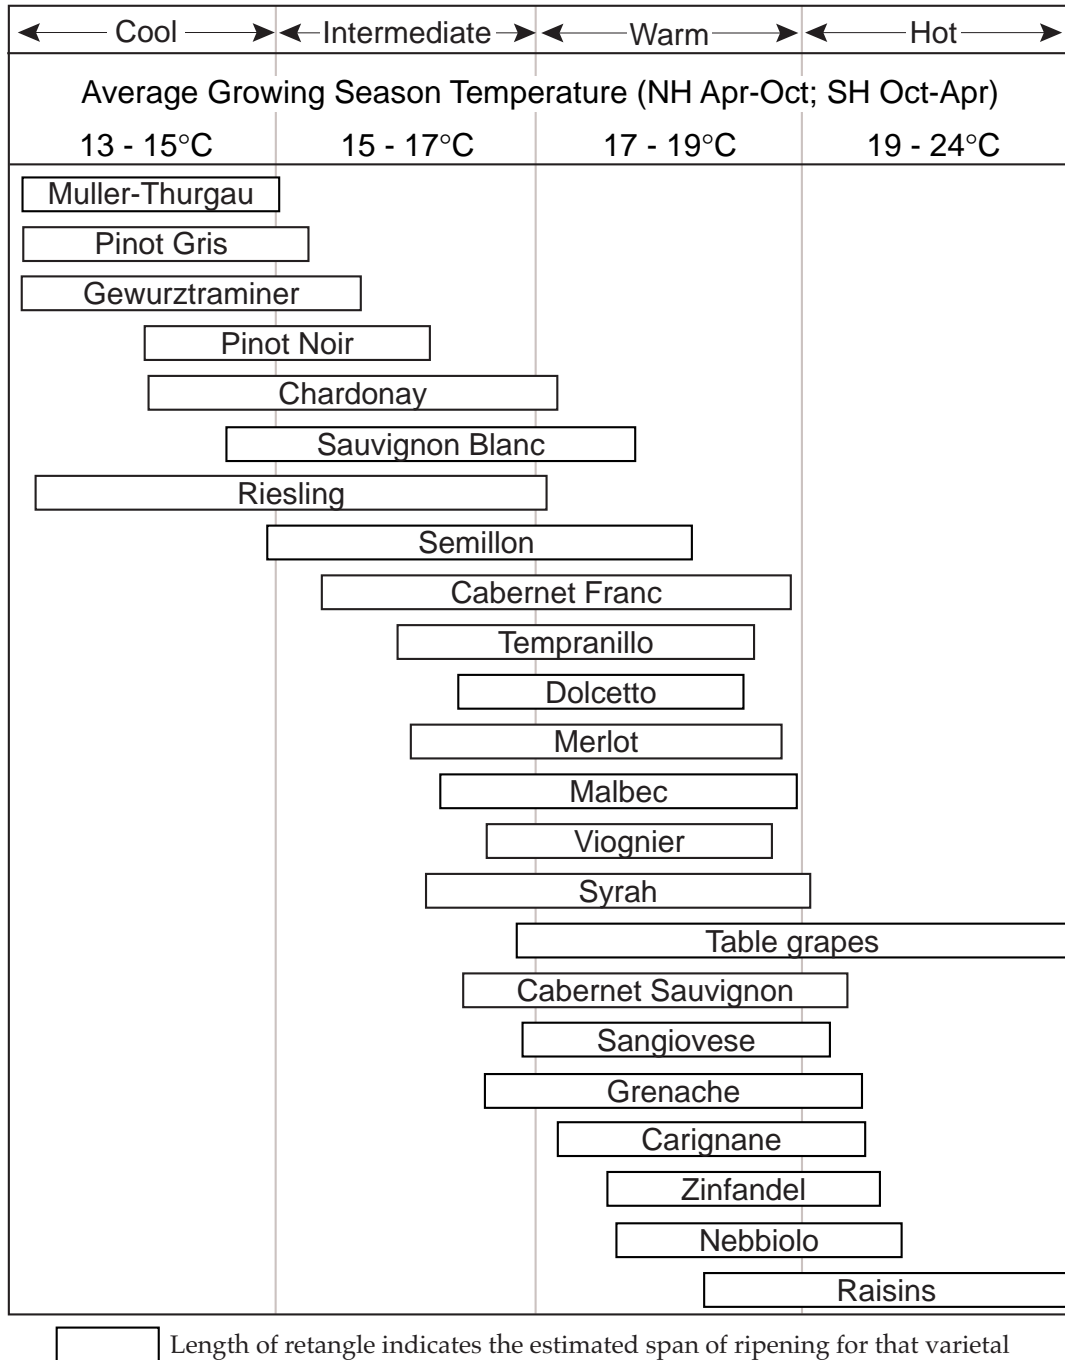 Cool Intermediate Warm Hot
Average Growing Season Temperature (NH Apr-Oct; SH Oct-Apr)
13 - 15°C 15 - 17°C 17 - 19°C 19 - 24°C
Muller-Thurgau
Pinot Gris
Gewurztraminer
Pinot Noir
Chardonay
Sauvignon Blanc
Riesling
Semillon
Cabernet Franc
Tempranillo
Dolcetto
Merlot
Malbec
Viognier
Syrah
Table grapes
Cabernet Sauvignon
Sangiovese
Grenache
Carignane
Zinfandel
Nebbiolo
Raisins
Length of retangle indicates the estimated span of ripening for that varietal